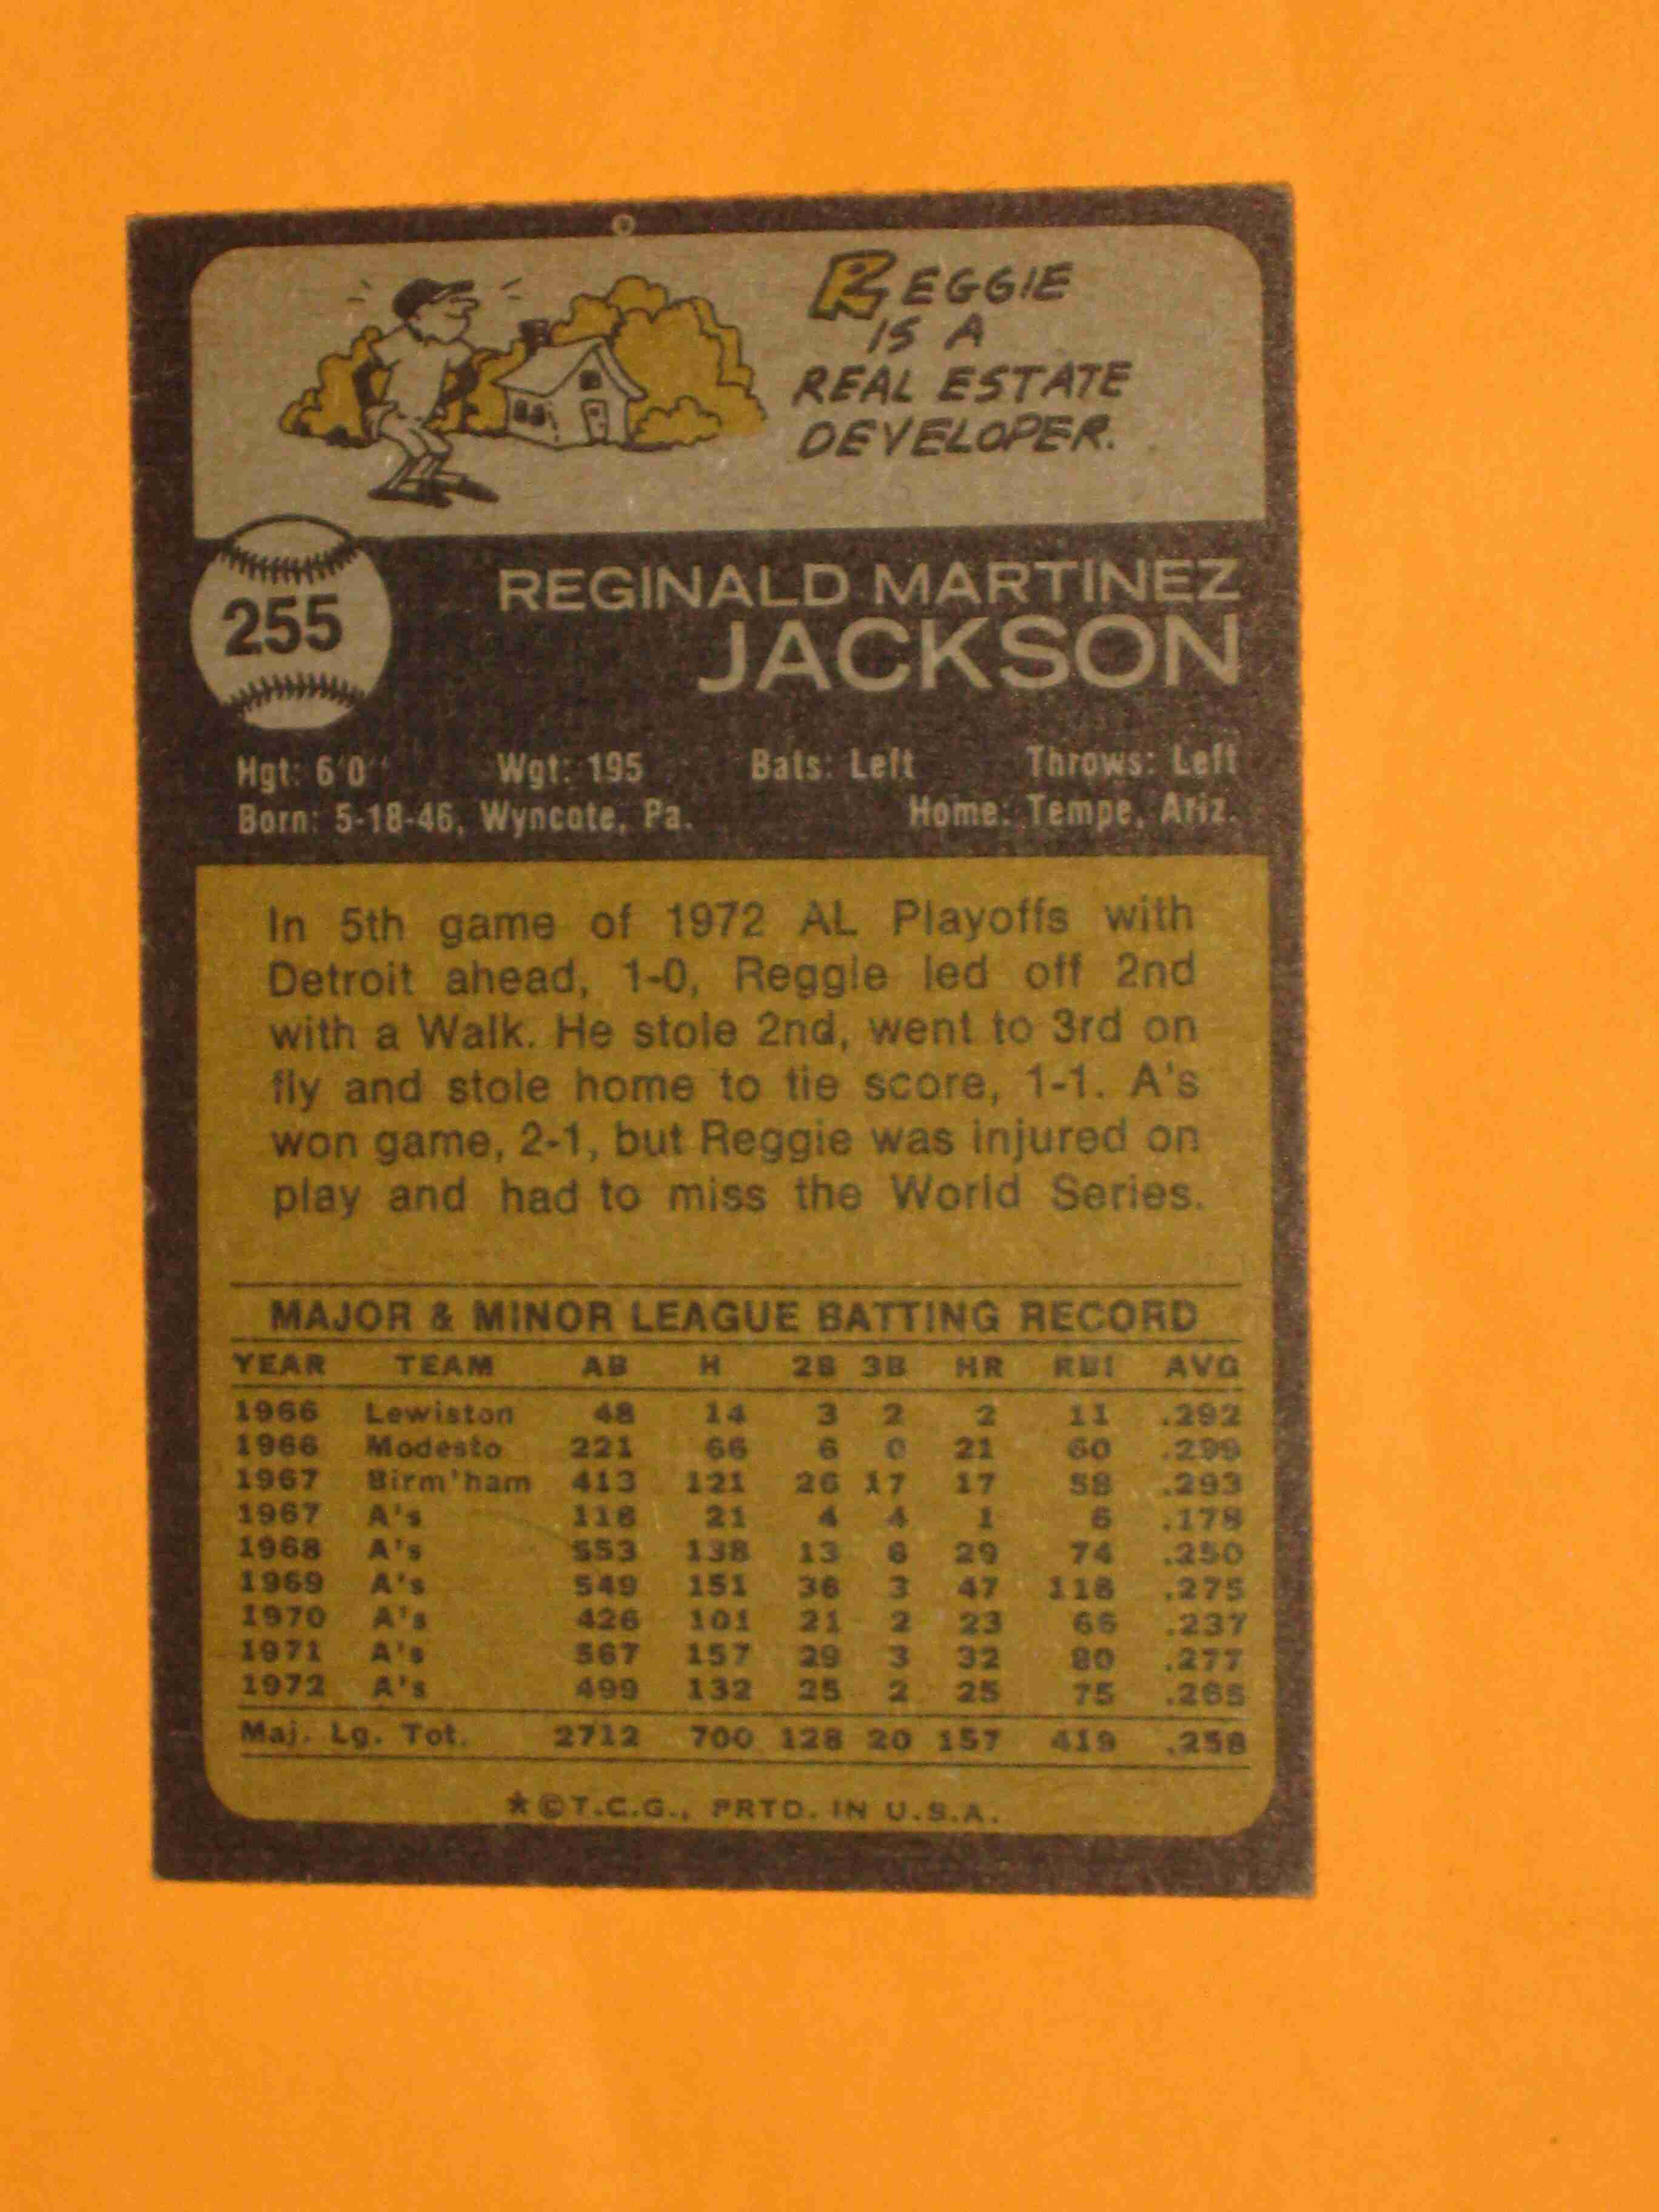 REGGIE
IS A
REAL ESTATE
DEVELOPER.
255
REGINALD MARTINEZ
JACKSON
Hgt: 6'0" Wgt: 195 Bats: Left Throws: Left
Born: 5-18-46, Wyncote, Pa. Home: Tempe, Ariz.
In 5th game of 1972 AL Playoffs with
Detroit ahead, 1-0, Reggie led off 2nd
with a Walk. He stole 2nd, went to 3rd on
fly and stole home to tie score, 1-1. A's
won game, 2-1, but Reggie was injured on
play and had to miss the World Series.
MAJOR & MINOR LEAGUE BATTING RECORD
YEAR TEAM AB H 2B 3B HR RBI AVG
1966 Lewiston 48 14 3 2 2 11 .292
1966 Modesto 221 66 6 0 21 60 .299
1967 Birm'ham 413 121 26 17 17 58 .293
1967 A's 118 21 4 4 1 6 .178
1968 A's 553 138 13 6 29 74 .250
1969 A's 549 151 36 3 47 118 .275
1970 A's 426 101 21 2 23 66 .237
1971 A's 567 157 29 3 32 80 .277
1972 A's 499 132 25 2 25 75 .265
Maj. Lg. Tot. 2712 700 128 20 157 419 .258
★©T.C.G., PRTD. IN U.S.A.